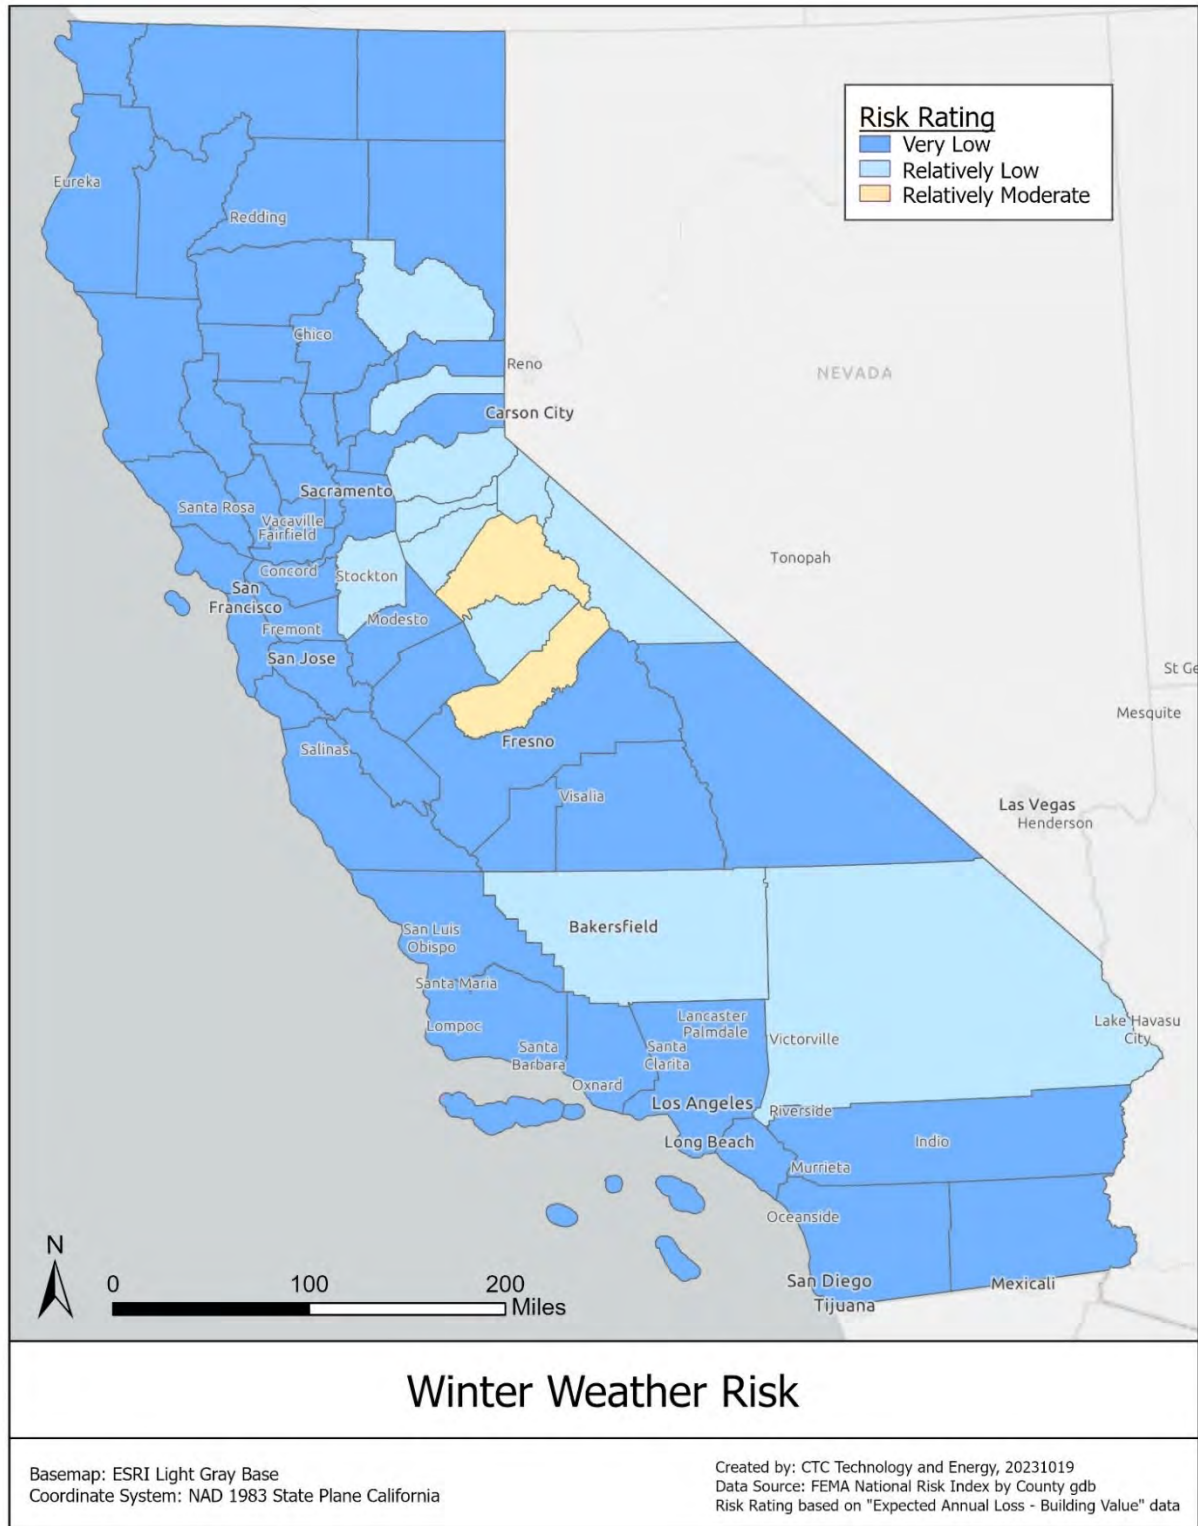 Risk Rating
Very Low
Relatively Low
Relatively Moderate
Eureka
Redding
Chico
Reno
NEVADA
Carson City
Sacramento
Santa Rosa
Vacaville
Fairfield
Tonopah
Concord
Stockton
San
Francisco
Modesto
Fremont
San Jose
St Ge
Mesquite
Salinas
Fresno
Visalia
Las Vegas
Henderson
Bakersfield
San Luis
Obispo
Santa Maria
Lompoc
Lancaster
Palmdale
Lake Havasu
City
Victorville
Santa
Barbara
Santa
Clarita
Oxnard
Los Angeles
Riverside
Long Beach
Indio
Murrieta
Oceanside
San Diego
Tijuana
Mexicali
N
0 100 200
Miles
Winter Weather Risk
Basemap: ESRI Light Gray Base
Coordinate System: NAD 1983 State Plane California
Created by: CTC Technology and Energy, 20231019
Data Source: FEMA National Risk Index by County gdb
Risk Rating based on "Expected Annual Loss - Building Value" data